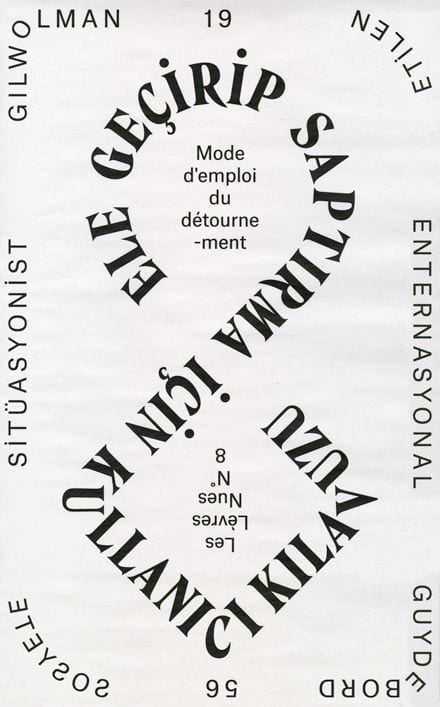 GILWOLMAN
19
ETİLEN
ELE GEÇİRİP SAPTIRMA İÇİN KULLANICI KILAVUZU
Mode
d'emploi
du
détourne
-ment
SİTÜASYONİST
ENTERNASYONAL
Les
Lèvres
Nues
N°
8
SOSYETE
56
GUYDEBORD